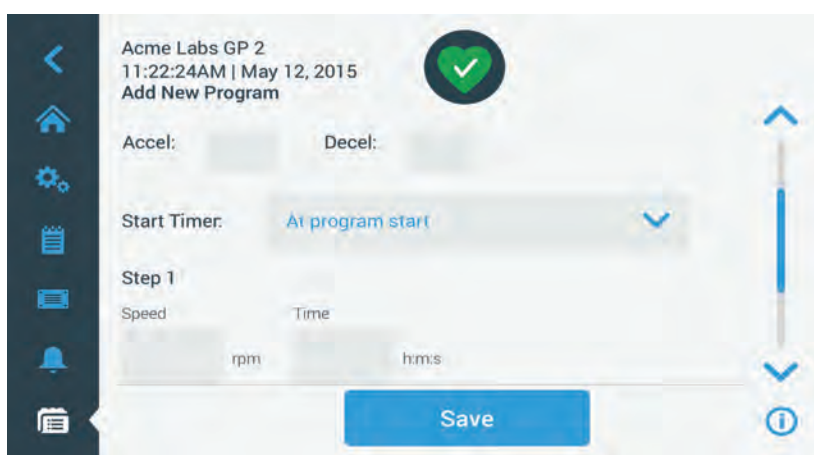 Acme Labs GP 2
11:22:24AM | May 12, 2015
Add New Program
Accel: Decel:
Start Timer: At program start
Step 1
Speed Time
rpm h:m:s
Save